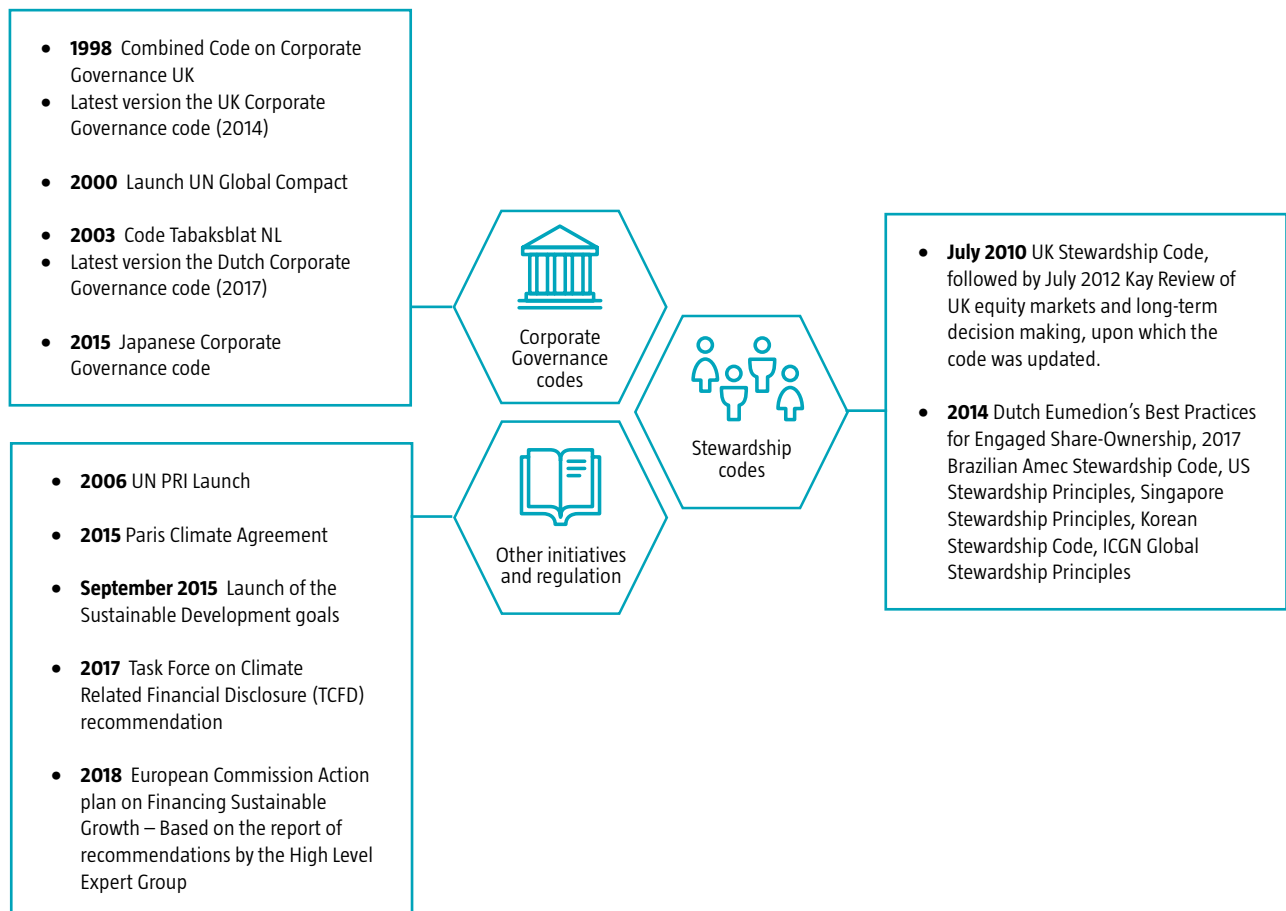 • 1998 Combined Code on Corporate
Governance UK
• Latest version the UK Corporate
Governance code (2014)
• 2000 Launch UN Global Compact
• 2003 Code Tabaksblat NL
• Latest version the Dutch Corporate
Governance code (2017)
• 2015 Japanese Corporate
Governance code
Corporate
Governance
codes
• 2006 UN PRI Launch
• 2015 Paris Climate Agreement
• September 2015 Launch of the
Sustainable Development goals
• 2017 Task Force on Climate
Related Financial Disclosure (TCFD)
recommendation
• 2018 European Commission Action
plan on Financing Sustainable
Growth – Based on the report of
recommendations by the High Level
Expert Group
Other initiatives
and regulation
Stewardship
codes
• July 2010 UK Stewardship Code,
followed by July 2012 Kay Review of
UK equity markets and long-term
decision making, upon which the
code was updated.
• 2014 Dutch Eumedion's Best Practices
for Engaged Share-Ownership, 2017
Brazilian Amec Stewardship Code, US
Stewardship Principles, Singapore
Stewardship Principles, Korean
Stewardship Code, ICGN Global
Stewardship Principles